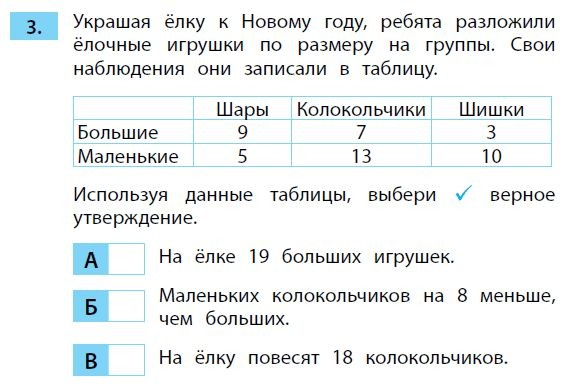 3. Украшая ёлку к Новому году, ребята разложили
ёлочные игрушки по размеру на группы. Свои
наблюдения они записали в таблицу.
Шары Колокольчики Шишки
Большие 9 7 3
Маленькие 5 13 10
Используя данные таблицы, выбери ✓ верное
утверждение.
А На ёлке 19 больших игрушек.
Б Маленьких колокольчиков на 8 меньше,
чем больших.
В На ёлку повесят 18 колокольчиков.